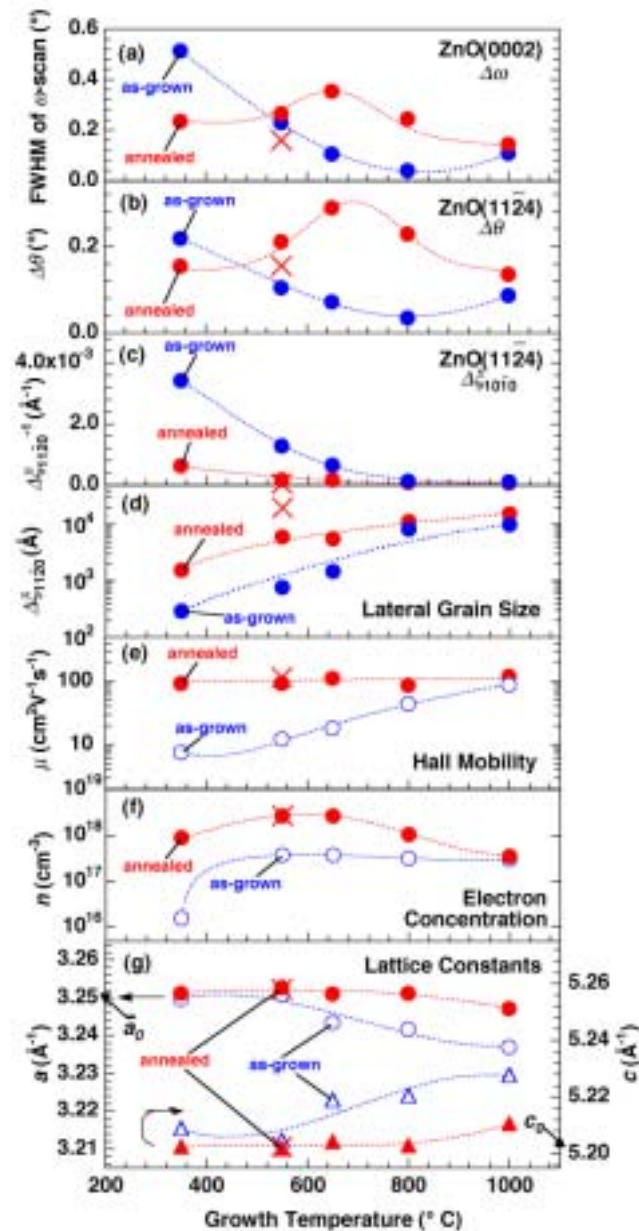 0.6
(a)
ZnO(0002)
Δω
as-grown
0.4
0.2
annealed
0.0
FWHM of ω-scan (°)
(b)
as-grown
ZnO(112̄4)
Δθ
0.2
annealed
0.0
Δθ (°)
4.0x10⁻³
(c)
as-grown
ZnO(112̄4)
2.0
annealed
0.0
(d)
10⁴
annealed
10³
as-grown
Lateral Grain Size
10²
(e)
annealed
100
μ (cm²V⁻¹s⁻¹)
as-grown
10
Hall Mobility
10¹⁹
(f)
10¹⁸
annealed
10¹⁷
as-grown
n (cm⁻³)
Electron
Concentration
10¹⁶
3.26
(g)
Lattice Constants
5.26
3.25
a₀
3.24
annealed
as-grown
5.24
a (Å⁻¹)
c (Å⁻¹)
3.23
5.22
3.22
c₀
3.21
5.20
200
400
600
800
1000
Growth Temperature (° C)